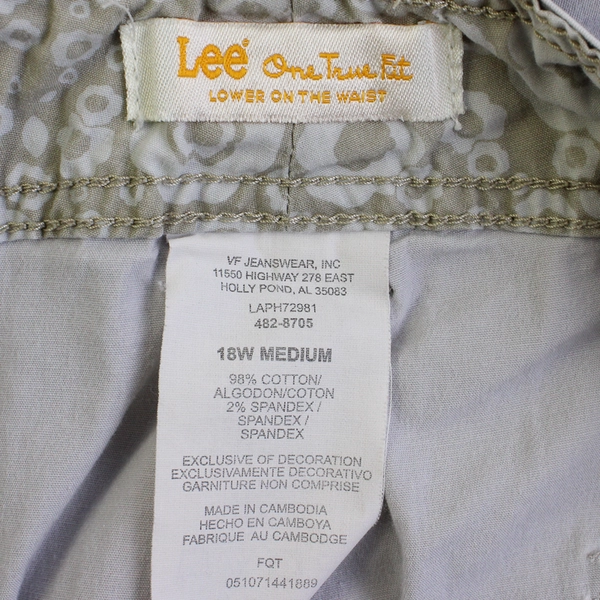 Lee® One True Fit
LOWER ON THE WAIST
VF JEANSWEAR, INC
11550 HIGHWAY 278 EAST
HOLLY POND, AL 35083
LAPH72981
482-8705
18W MEDIUM
98% COTTON/
ALGODON/COTON
2% SPANDEX /
SPANDEX /
SPANDEX
EXCLUSIVE OF DECORATION
EXCLUSIVAMENTE DECORATIVO
GARNITURE NON COMPRISE
MADE IN CAMBODIA
HECHO EN CAMBOYA
FABRIQUE AU CAMBODGE
FQT
051071441889